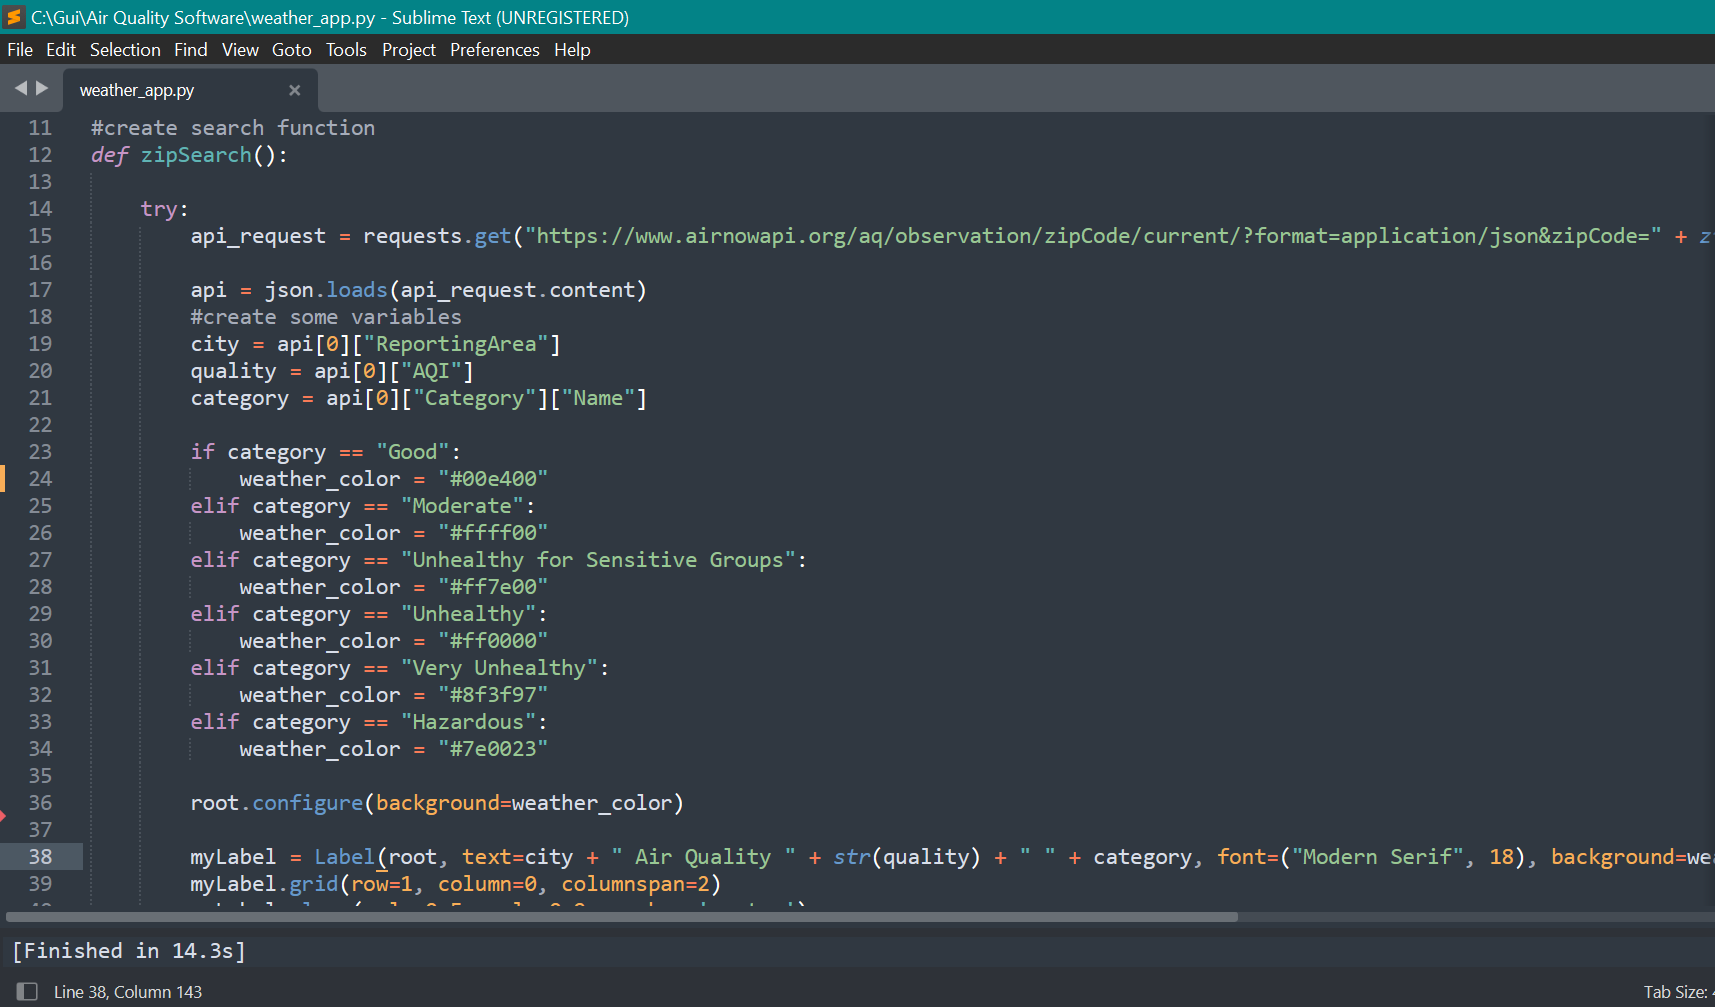 C:\Gui\Air Quality Software\weather_app.py - Sublime Text (UNREGISTERED)
File Edit Selection Find View Goto Tools Project Preferences Help
weather_app.py
11 #create search function
12 def zipSearch():
13
14 try:
15 api_request = requests.get("https://www.airnowapi.org/aq/observation/zipCode/current/?format=application/json&zipCode=" +
16
17 api = json.loads(api_request.content)
18 #create some variables
19 city = api[0]["ReportingArea"]
20 quality = api[0]["AQI"]
21 category = api[0]["Category"]["Name"]
22
23 if category == "Good":
24 weather_color = "#00e400"
25 elif category == "Moderate":
26 weather_color = "#ffff00"
27 elif category == "Unhealthy for Sensitive Groups":
28 weather_color = "#ff7e00"
29 elif category == "Unhealthy":
30 weather_color = "#ff0000"
31 elif category == "Very Unhealthy":
32 weather_color = "#8f3f97"
33 elif category == "Hazardous":
34 weather_color = "#7e0023"
35
36 root.configure(background=weather_color)
37
38 myLabel = Label(root, text=city + " Air Quality " + str(quality) + " " + category, font=("Modern Serif", 18), background=we
39 myLabel.grid(row=1, column=0, columnspan=2)
[Finished in 14.3s]
Line 38, Column 143
Tab Size: